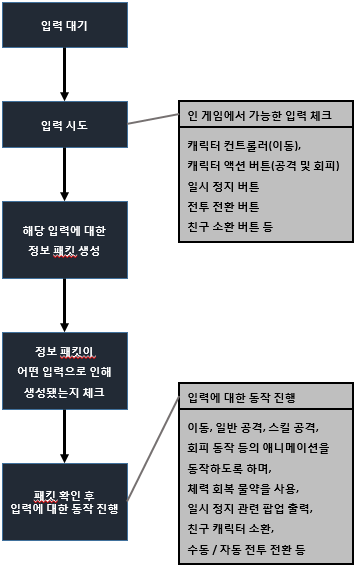 입력 대기
입력 시도
인 게임에서 가능한 입력 체크
캐릭터 컨트롤러(이동),
캐릭터 액션 버튼(공격 및 회피)
일시 정지 버튼
전투 전환 버튼
친구 소환 버튼 등
해당 입력에 대한
정보 패킷 생성
정보 패킷이
어떤 입력으로 인해
생성됐는지 체크
패킷 확인 후
입력에 대한 동작 진행
입력에 대한 동작 진행
이동, 일반 공격, 스킬 공격,
회피 동작 등의 애니메이션을
동작하도록 하며,
체력 회복 물약을 사용,
일시 정지 관련 팝업 출력,
친구 캐릭터 소환,
수동 / 자동 전투 전환 등